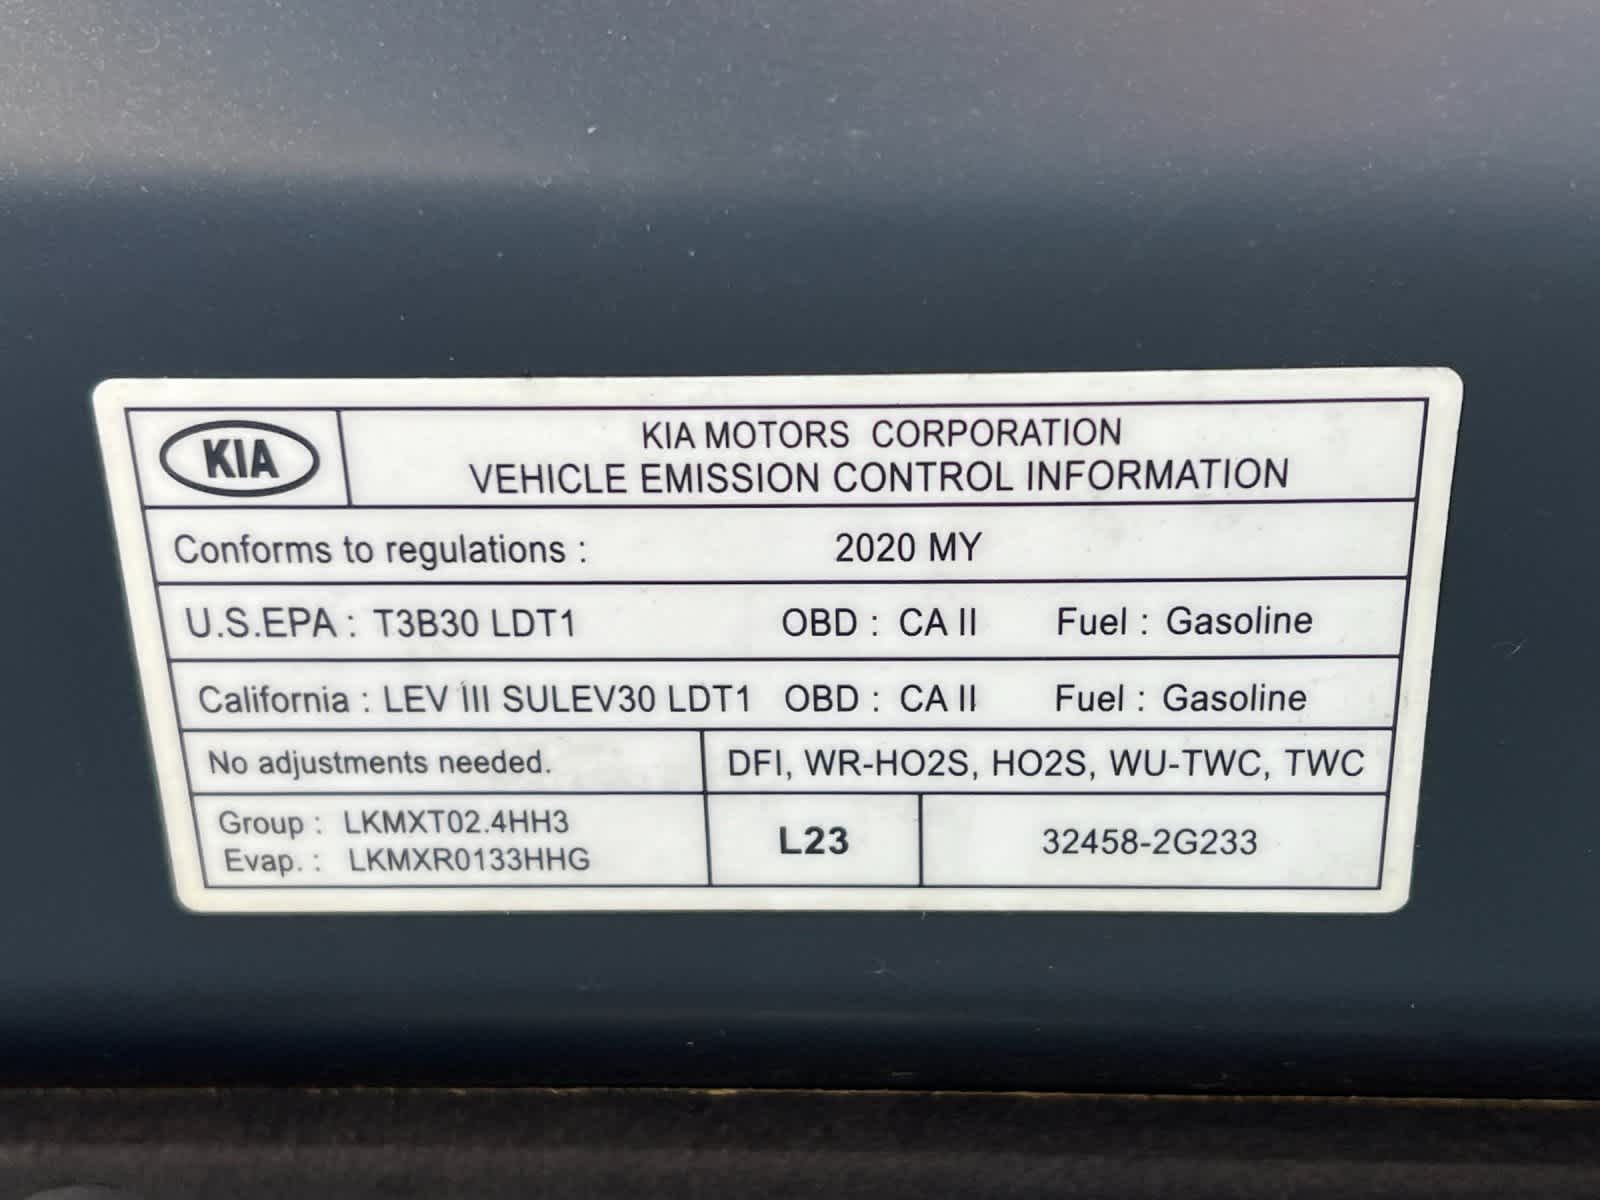 KIA
KIA MOTORS CORPORATION
VEHICLE EMISSION CONTROL INFORMATION
Conforms to regulations : 2020 MY
U.S.EPA : T3B30 LDT1 OBD : CA II Fuel : Gasoline
California : LEV III SULEV30 LDT1 OBD : CA II Fuel : Gasoline
No adjustments needed. DFI, WR-HO2S, HO2S, WU-TWC, TWC
Group : LKMXT02.4HH3
Evap. : LKMXR0133HHG
L23
32458-2G233